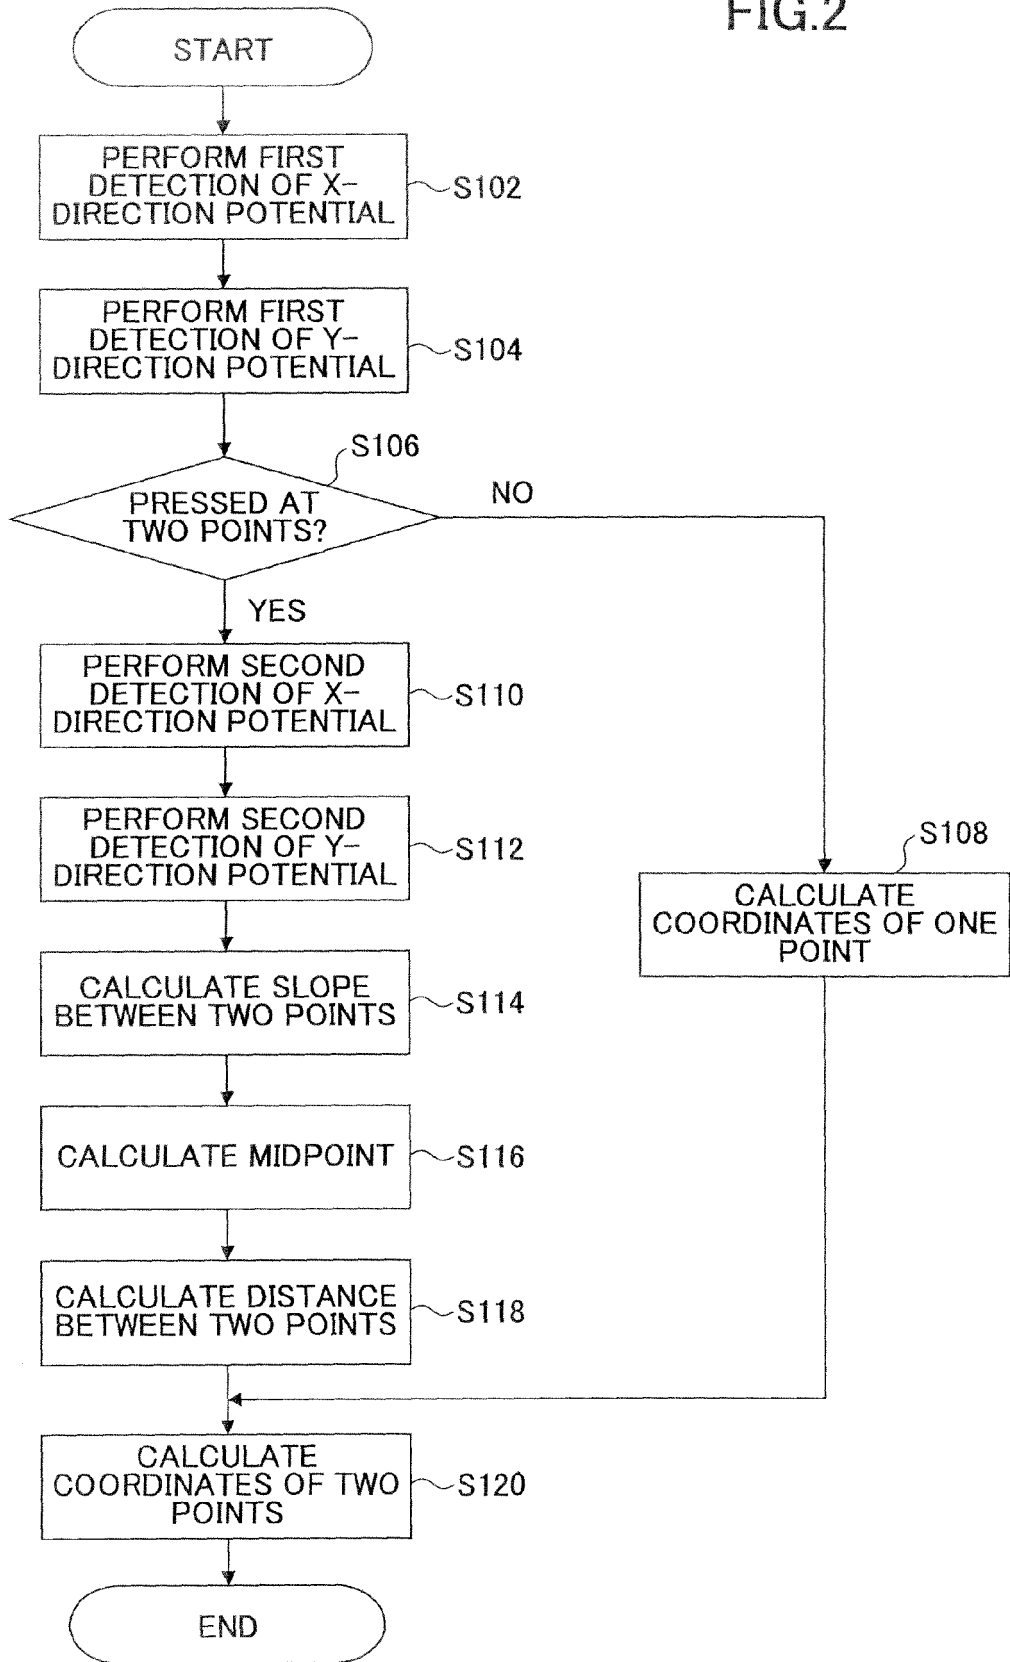 FIG.2
START
PERFORM FIRST
DETECTION OF X-
DIRECTION POTENTIAL
S102
PERFORM FIRST
DETECTION OF Y-
DIRECTION POTENTIAL
S104
S106
PRESSED AT
TWO POINTS?
NO
YES
PERFORM SECOND
DETECTION OF X-
DIRECTION POTENTIAL
S110
PERFORM SECOND
DETECTION OF Y-
DIRECTION POTENTIAL
S112
S108
CALCULATE
COORDINATES OF ONE
POINT
CALCULATE SLOPE
BETWEEN TWO POINTS
S114
CALCULATE MIDPOINT
S116
CALCULATE DISTANCE
BETWEEN TWO POINTS
S118
CALCULATE
COORDINATES OF TWO
POINTS
S120
END